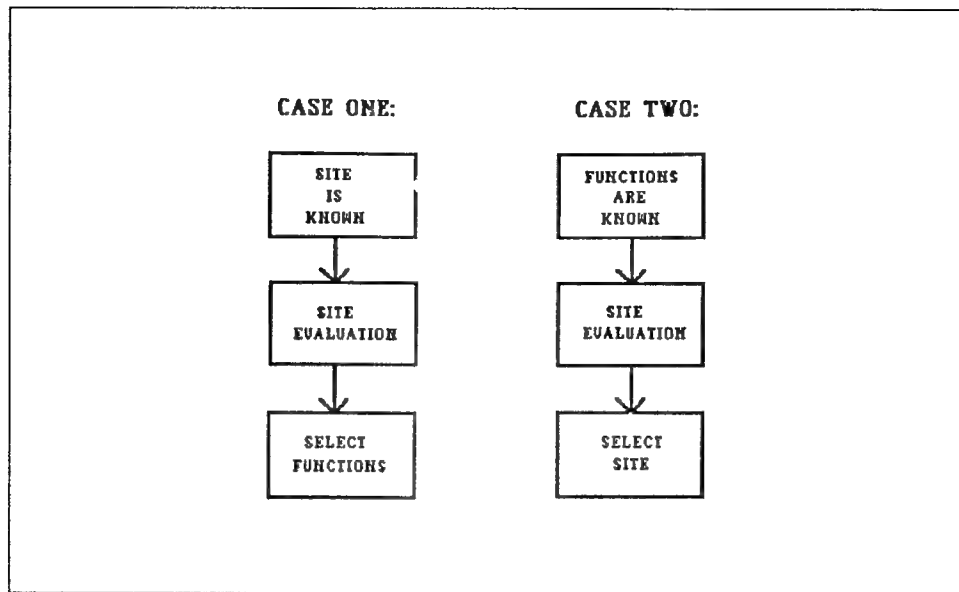 CASE ONE:
SITE
IS
KNOWN
SITE
EVALUATION
SELECT
FUNCTIONS
CASE TWO:
FUNCTIONS
ARE
KNOWN
SITE
EVALUATION
SELECT
SITE